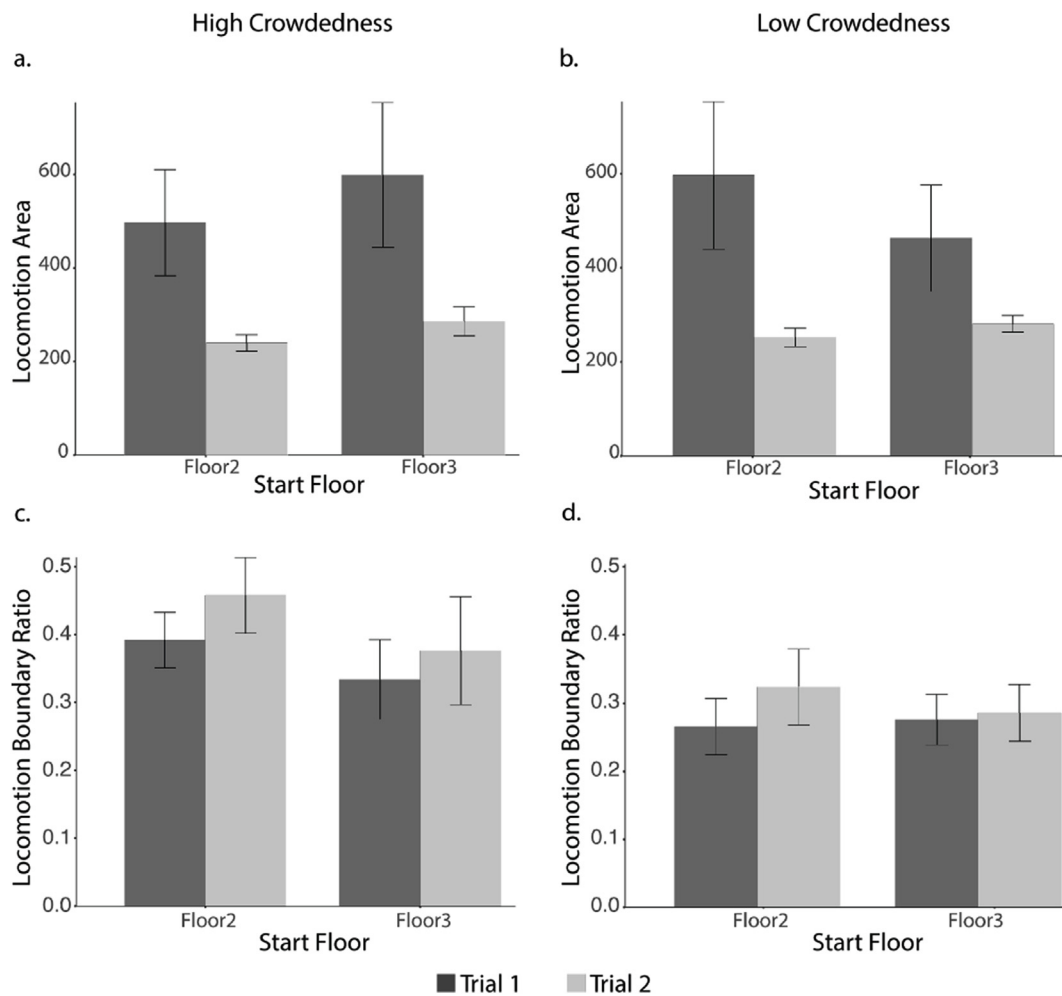 High Crowdedness
Low Crowdedness
a.
b.
Locomotion Area
600
400
200
0
Floor2
Floor3
Start Floor
Locomotion Area
600
400
200
0
Floor2
Floor3
Start Floor
c.
d.
Locomotion Boundary Ratio
0.5
0.4
0.3
0.2
0.1
0.0
Floor2
Floor3
Start Floor
Locomotion Boundary Ratio
0.5
0.4
0.3
0.2
0.1
0.0
Floor2
Floor3
Start Floor
Trial 1
Trial 2